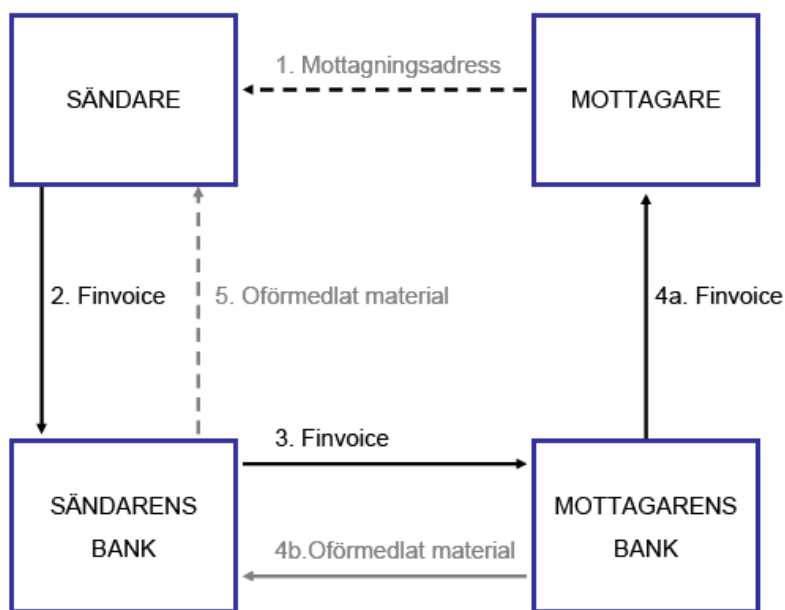 1. Mottagningsadress
SÄNDARE
MOTTAGARE
2. Finvoice
5. Oförmedlat material
4a. Finvoice
3. Finvoice
SÄNDARENS
BANK
MOTTAGARENS
BANK
4b.Oförmedlat material